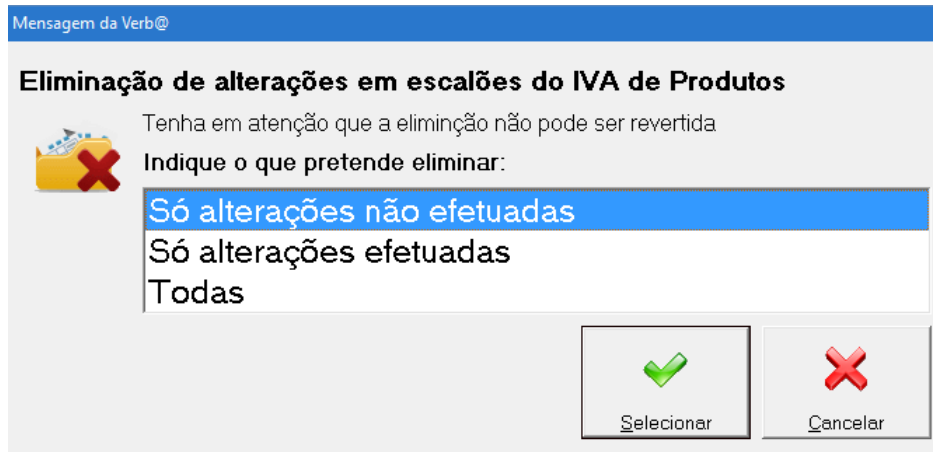 Mensagem da Verb@
Eliminação de alterações em escalões do IVA de Produtos
Tenha em atenção que a eliminção não pode ser revertida
Indique o que pretende eliminar:
Só alterações não efetuadas
Só alterações efetuadas
Todas
Selecionar
Cancelar